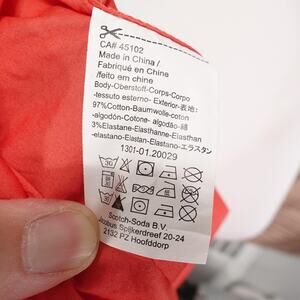 CA# 45102
Made in China /
Fabriqué en Chine
/feito em chine
Body-Oberstoff-Corps-Corpo
-tessuto esterno- Exterior-表地:
97%Cotton-Baumwolle-coton
-algodón-Cotone- algodão-綿
3%Elastane-Elasthanne-Elasthan
-elastano-Elastan-Elastano-エラスタン
1301-01.20029
Scotch-Soda B.V.
Jacobus Spijkerdreef 20-24
2132 PZ Hoofddorp